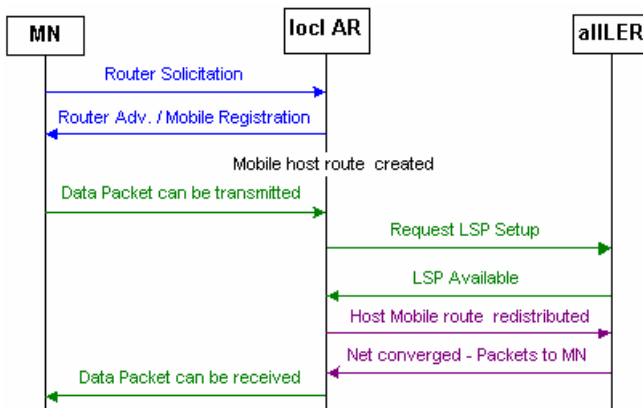 MN
locl AR
allLER
Router Solicitation
Router Adv. / Mobile Registration
Mobile host route created
Data Packet can be transmitted
Request LSP Setup
LSP Available
Host Mobile route redistributed
Net converged - Packets to MN
Data Packet can be received